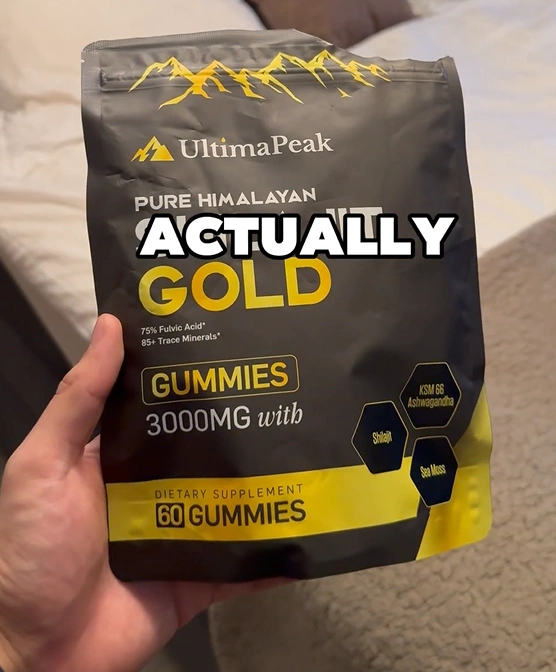 UltimaPeak
PURE HIMALAYAN
ACTUALLY
GOLD
75% Fulvic Acid*
85+ Trace Minerals*
GUMMIES
3000MG with
KSM 66
Ashwagandha
Shilajit
Sea Moss
DIETARY SUPPLEMENT
60 GUMMIES